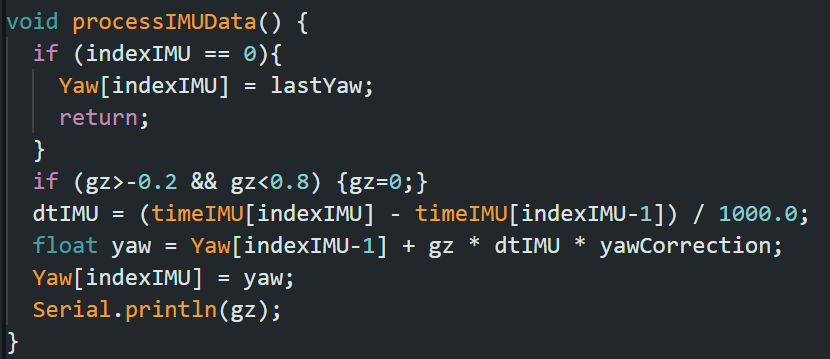 void processIMUData() {
if (indexIMU == 0){
Yaw[indexIMU] = lastYaw;
return;
}
if (gz>-0.2 && gz<0.8) {gz=0;}
dtIMU = (timeIMU[indexIMU] - timeIMU[indexIMU-1]) / 1000.0;
float yaw = Yaw[indexIMU-1] + gz * dtIMU * yawCorrection;
Yaw[indexIMU] = yaw;
Serial.println(gz);
}